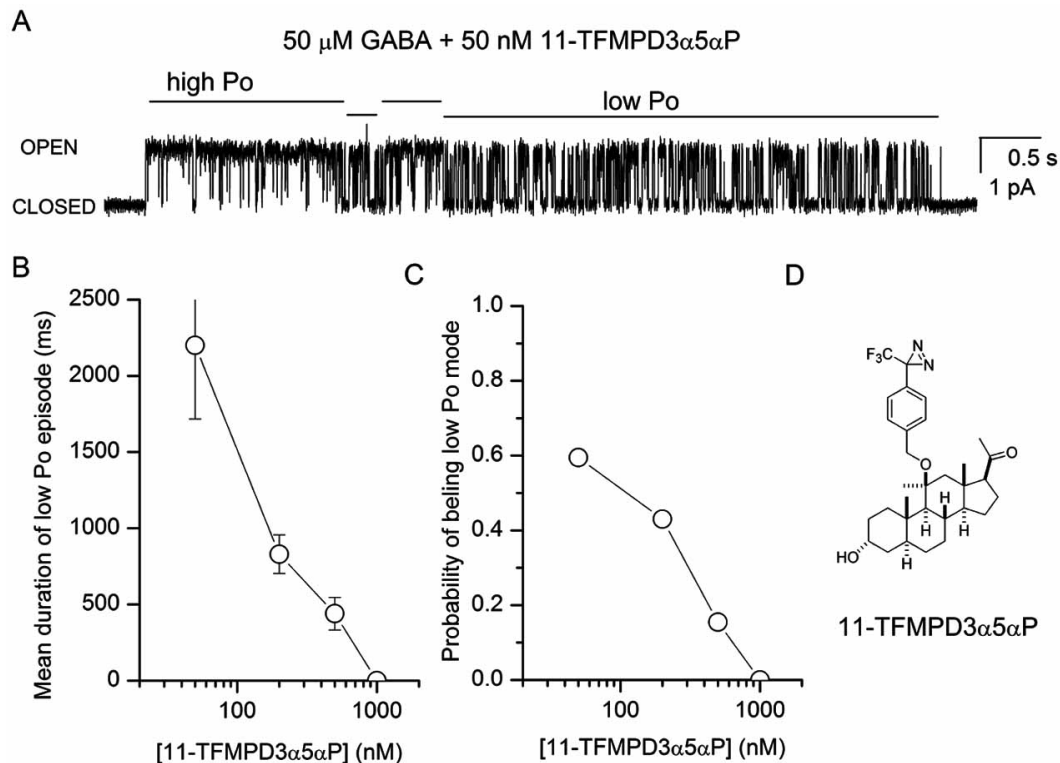 A
50 μM GABA + 50 nM 11-TFMPD3α5αP
high Po
low Po
OPEN
CLOSED
0.5 s
1 pA
B
Mean duration of low Po episode (ms)
2500
2000
1500
1000
500
0
100
1000
[11-TFMPD3α5αP] (nM)
C
Probability of beling low Po mode
1.0
0.8
0.6
0.4
0.2
0.0
100
1000
[11-TFMPD3α5αP] (nM)
D
F3C
N
N
O
O
H
H
H
HO
H
11-TFMPD3α5αP